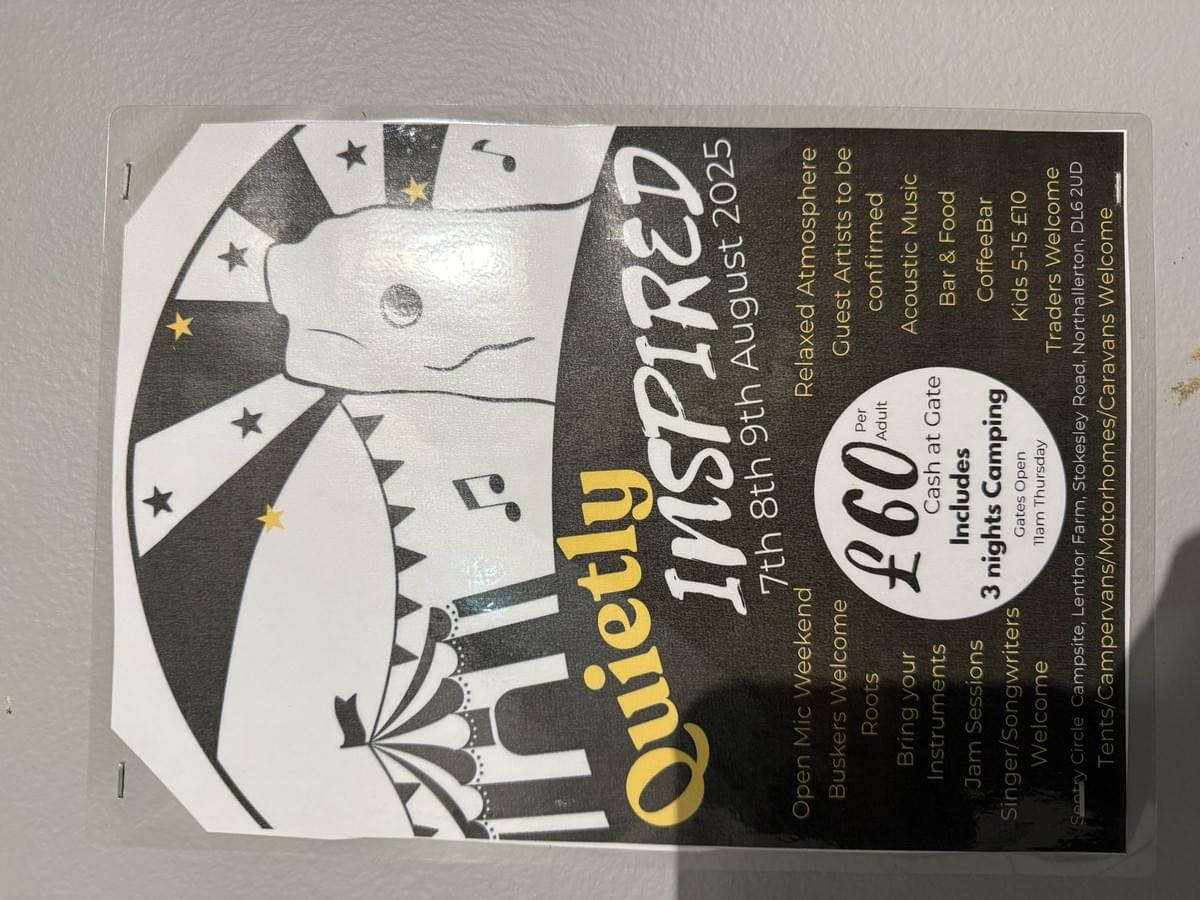 Quietly
INSPIRED
7th 8th 9th August 2025
Open Mic Weekend
Buskers Welcome
Roots
Bring your
Instruments
Jam Sessions
Singer/Songwriters
Welcome
£60 Per
Adult
Cash at Gate
Includes
3 nights Camping
Gates Open
11am Thursday
Relaxed Atmosphere
Guest Artists to be
confirmed
Acoustic Music
Bar & Food
CoffeeBar
Kids 5-15 £10
Traders Welcome
Sentry Circle Campsite, Lenthor Farm, Stokesley Road, Northallerton, DL6 2UD
Tents/Campervans/Motorhomes/Caravans Welcome